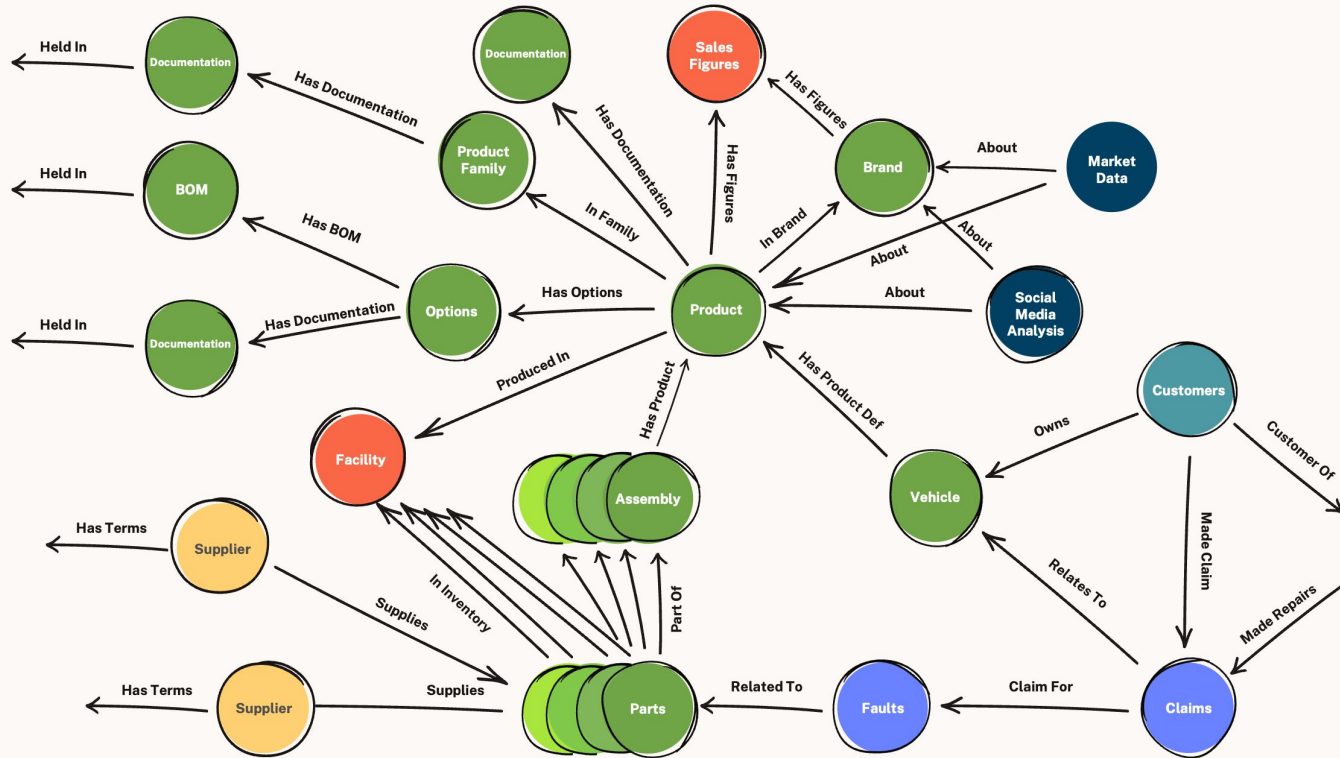 Held In
Documentation
Has Documentation
Documentation
Sales
Figures
Has Figures
Product
Family
Has Documentation
Has Figures
Brand
About
Market
Data
Held In
BOM
Has BOM
In Family
In Brand
About
About
Held In
Documentation
Has Documentation
Options
Has Options
Product
About
Social
Media
Analysis
Produced In
Has Product
Has Product Def
Customers
Owns
Customer Of
Facility
Assembly
Vehicle
Has Terms
Supplier
Supplies
In Inventory
Part Of
Relates To
Made Claim
Made Repairs
Has Terms
Supplier
Supplies
Parts
Related To
Faults
Claim For
Claims